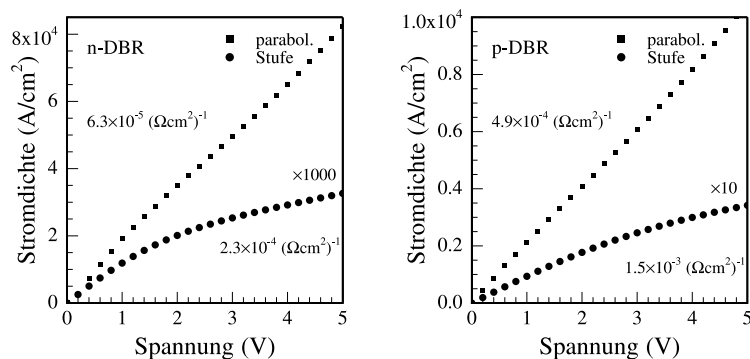 8x10⁴
6
4
2
0
0
1
2
3
4
5
n-DBR
parabol.
Stufe
6.3×10⁻⁵ (Ωcm²)⁻¹
×1000
2.3×10⁻⁴ (Ωcm²)⁻¹
Stromdichte (A/cm²)
Spannung (V)
1.0x10⁴
0.8
0.6
0.4
0.2
0.0
0
1
2
3
4
5
p-DBR
parabol.
Stufe
4.9×10⁻⁴ (Ωcm²)⁻¹
×10
1.5×10⁻³ (Ωcm²)⁻¹
Stromdichte (A/cm²)
Spannung (V)